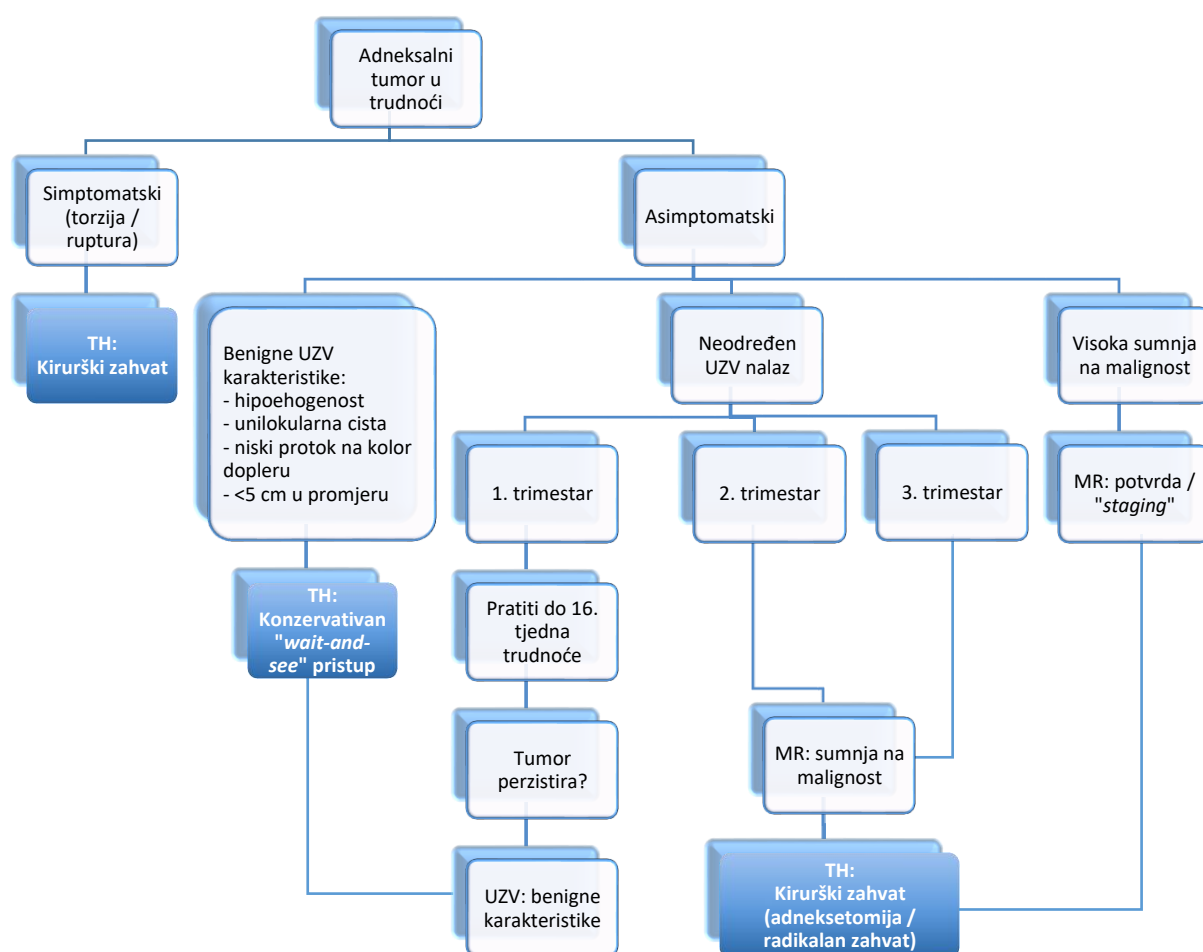 Adneksalni
tumor u
trudnoći
Simptomatski
(torzija /
ruptura)
Asimptomatski
TH:
Kirurški zahvat
Benigne UZV
karakteristike:
- hipoehogenost
- unilokularna cista
- niski protok na kolor
dopleru
- <5 cm u promjeru
Neodređen
UZV nalaz
Visoka sumnja
na malignost
1. trimestar
2. trimestar
3. trimestar
MR: potvrda /
"staging"
TH:
Konzervativan
"wait-and-
see" pristup
Pratiti do 16.
tjedna
trudnoće
Tumor
perzistira?
MR: sumnja na
malignost
UZV: benigne
karakteristike
TH:
Kirurški zahvat
(adneksetomija /
radikalan zahvat)